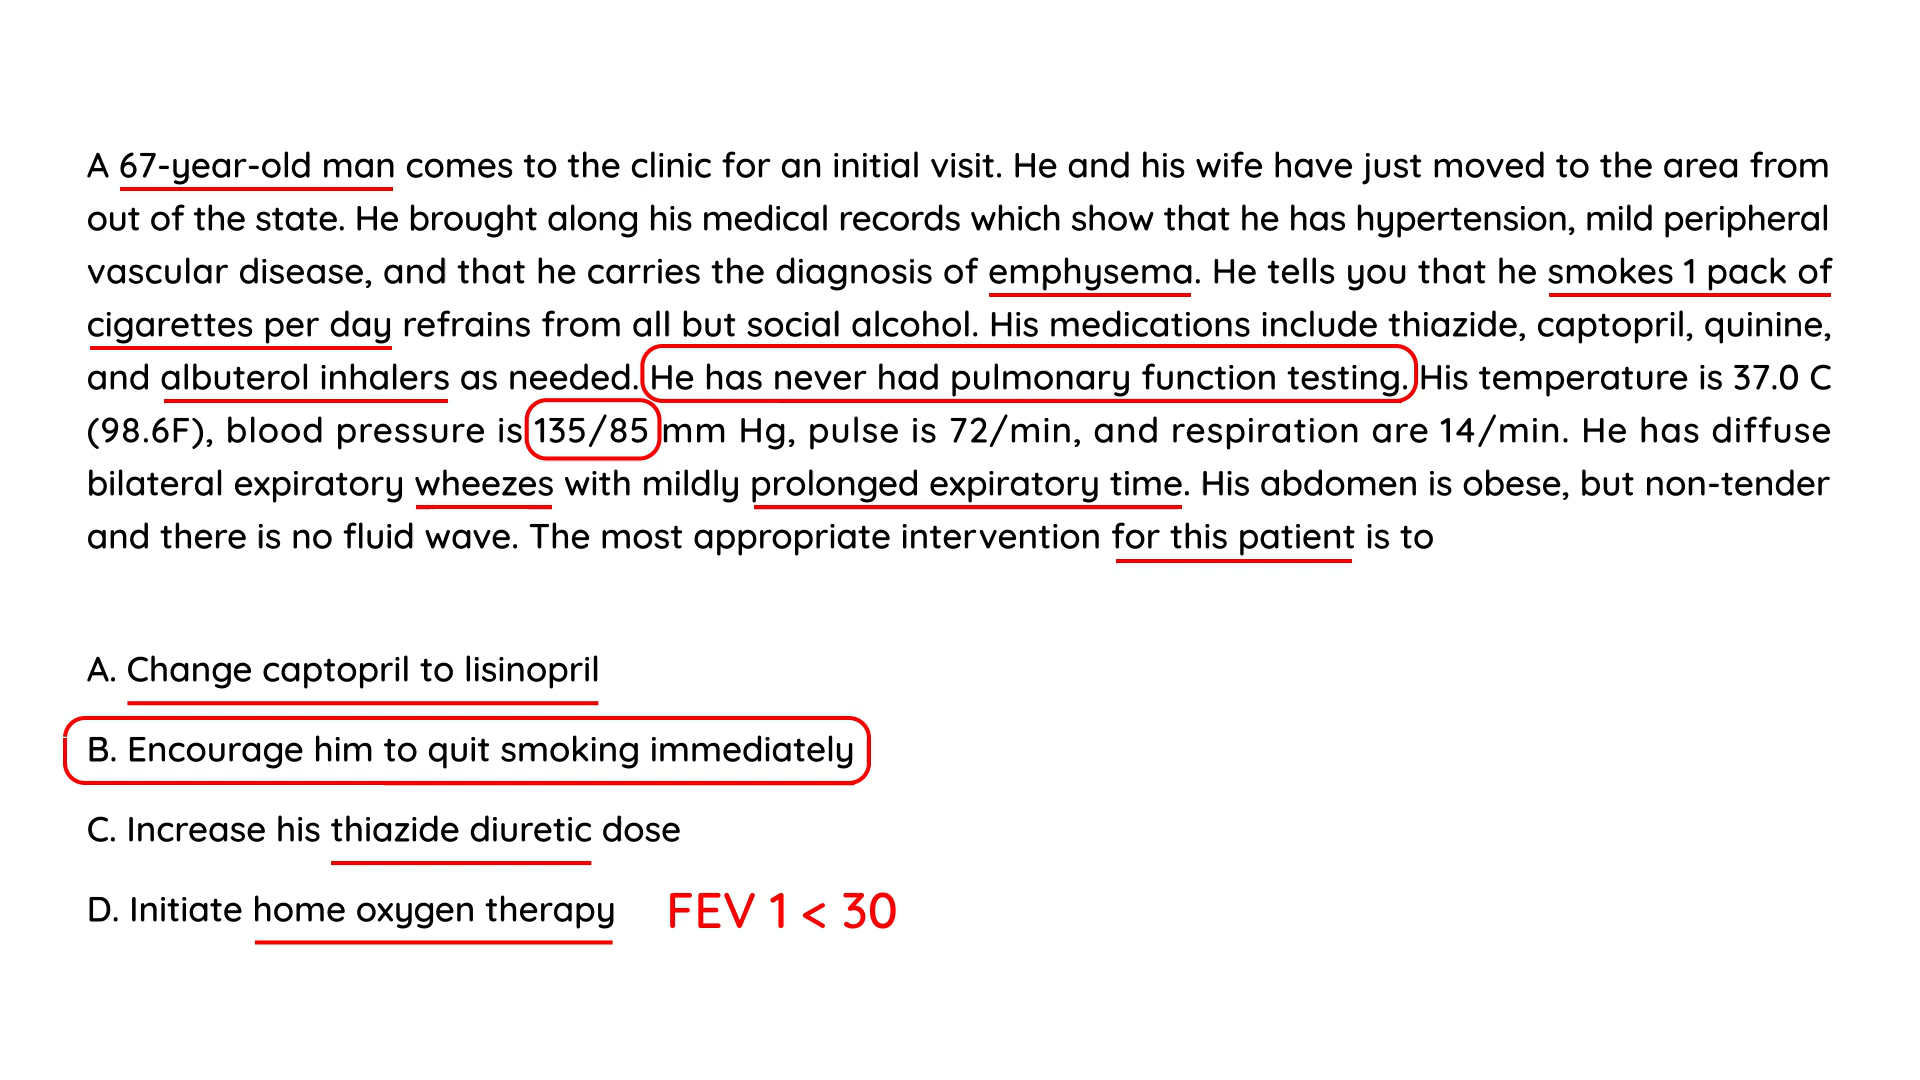 A 67-year-old man comes to the clinic for an initial visit. He and his wife have just moved to the area from
out of the state. He brought along his medical records which show that he has hypertension, mild peripheral
vascular disease, and that he carries the diagnosis of emphysema. He tells you that he smokes 1 pack of
cigarettes per day refrains from all but social alcohol. His medications include thiazide, captopril, quinine,
and albuterol inhalers as needed. He has never had pulmonary function testing. His temperature is 37.0 C
(98.6F), blood pressure is 135/85 mm Hg, pulse is 72/min, and respiration are 14/min. He has diffuse
bilateral expiratory wheezes with mildly prolonged expiratory time. His abdomen is obese, but non-tender
and there is no fluid wave. The most appropriate intervention for this patient is to
A. Change captopril to lisinopril
B. Encourage him to quit smoking immediately
C. Increase his thiazide diuretic dose
D. Initiate home oxygen therapy FEV 1 < 30